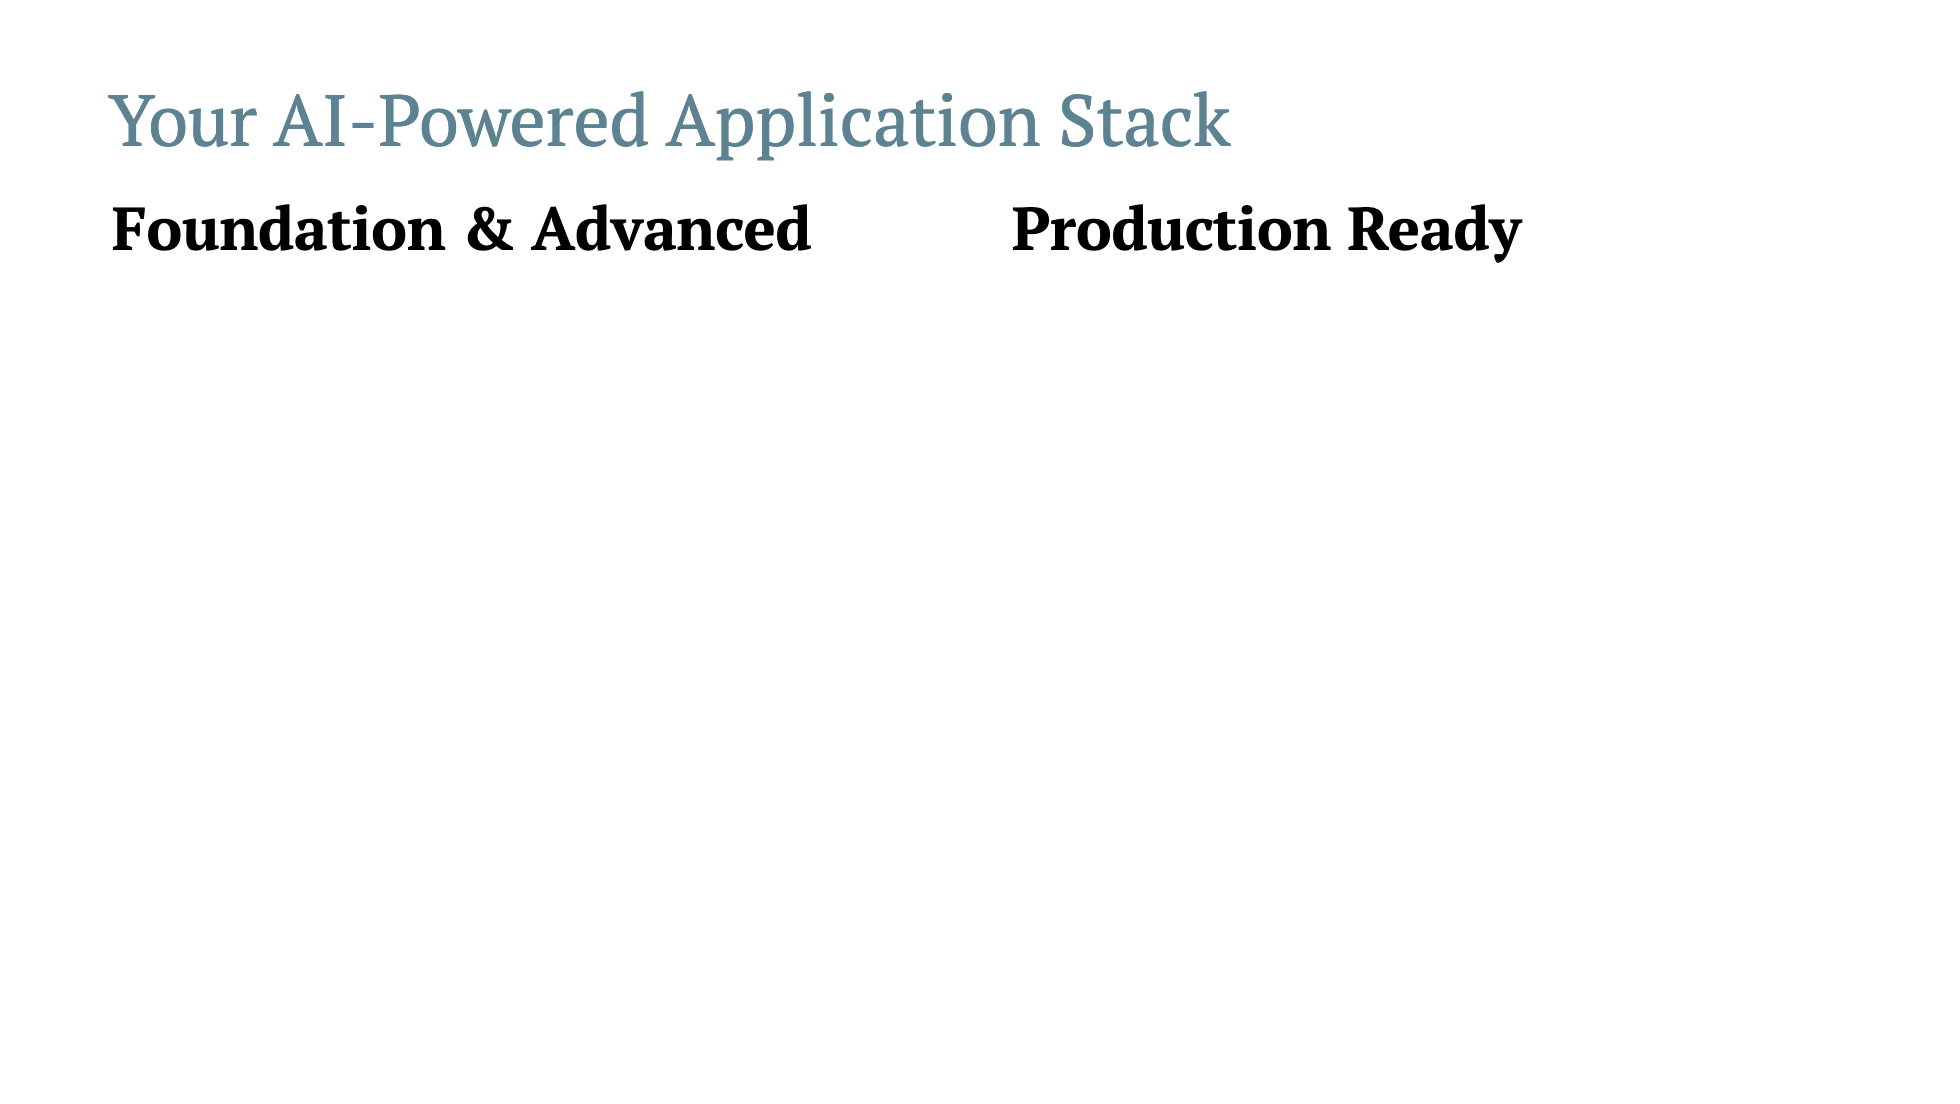 Your AI-Powered Application Stack
Foundation & Advanced
Production Ready